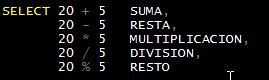 SELECT 20 + 5 SUMA,
20 - 5 RESTA,
20 * 5 MULTIPLICACION,
20 / 5 DIVISION,
20 % 5 RESTO